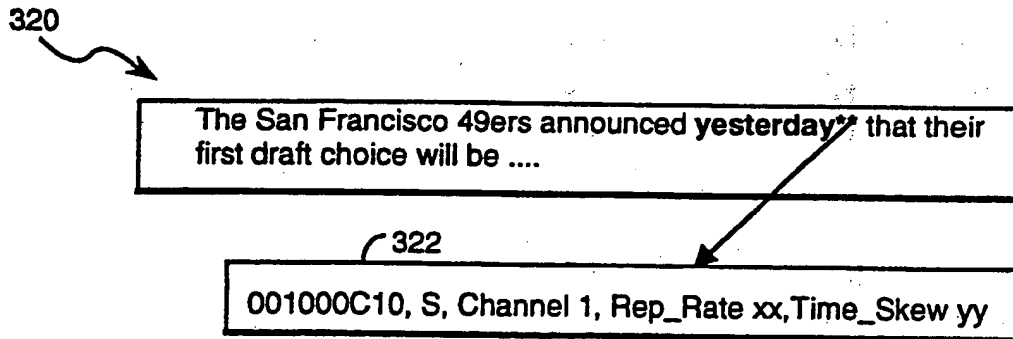 320
The San Francisco 49ers announced yesterday** that their
first draft choice will be ....
322
001000C10, S, Channel 1, Rep_Rate xx,Time_Skew yy